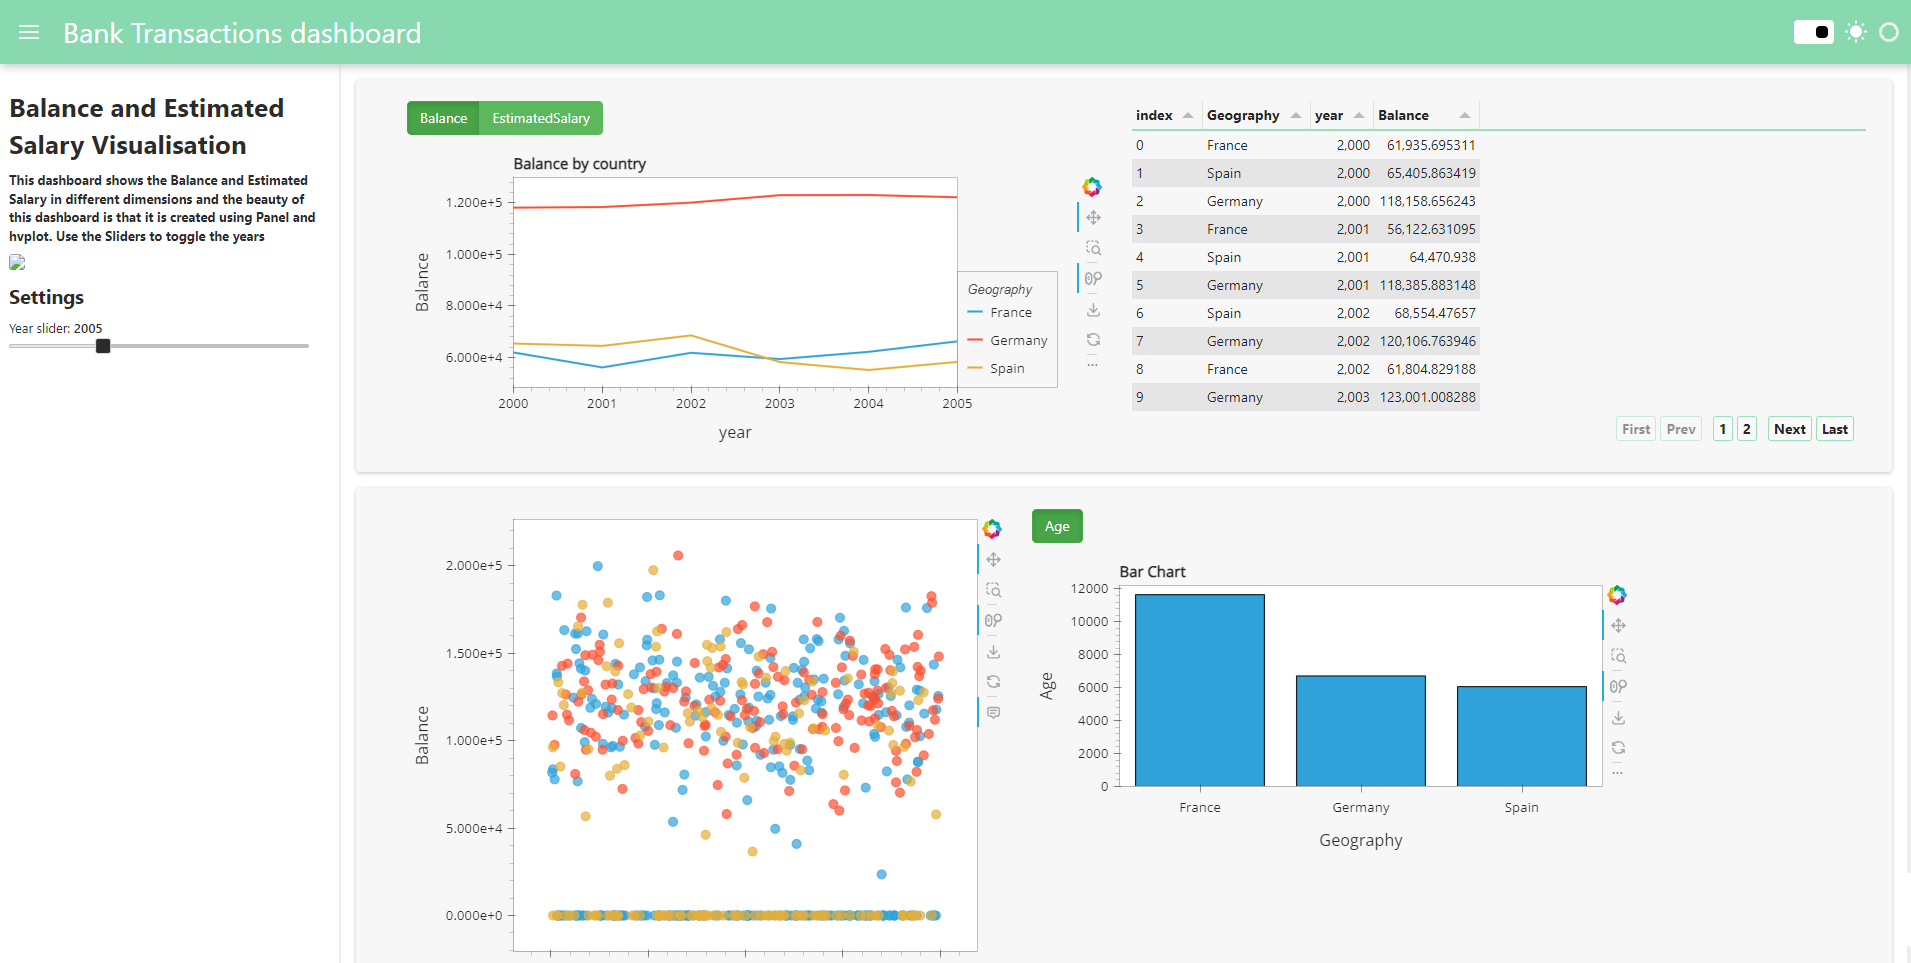 Bank Transactions dashboard
Balance and Estimated
Salary Visualisation
This dashboard shows the Balance and Estimated
Salary in different dimensions and the beauty of
this dashboard is that it is created using Panel and
hvplot. Use the Sliders to toggle the years
Settings
Year slider: 2005
Balance EstimatedSalary
Balance by country
1.200e+5
1.000e+5
8.000e+4
6.000e+4
Balance
2000 2001 2002 2003 2004 2005
year
Geography
France
Germany
Spain
index Geography year Balance
0 France 2,000 61,935.695311
1 Spain 2,000 65,405.863419
2 Germany 2,000 118,158.656243
3 France 2,001 56,122.631095
4 Spain 2,001 64,470.938
5 Germany 2,001 118,385.883148
6 Spain 2,002 68,554.47657
7 Germany 2,002 120,106.763946
8 France 2,002 61,804.829188
9 Germany 2,003 123,001.008288
First Prev 1 2 Next Last
2.000e+5
1.500e+5
1.000e+5
5.000e+4
0.000e+0
Balance
Age
Bar Chart
12000
10000
8000
6000
4000
2000
0
Age
France Germany Spain
Geography